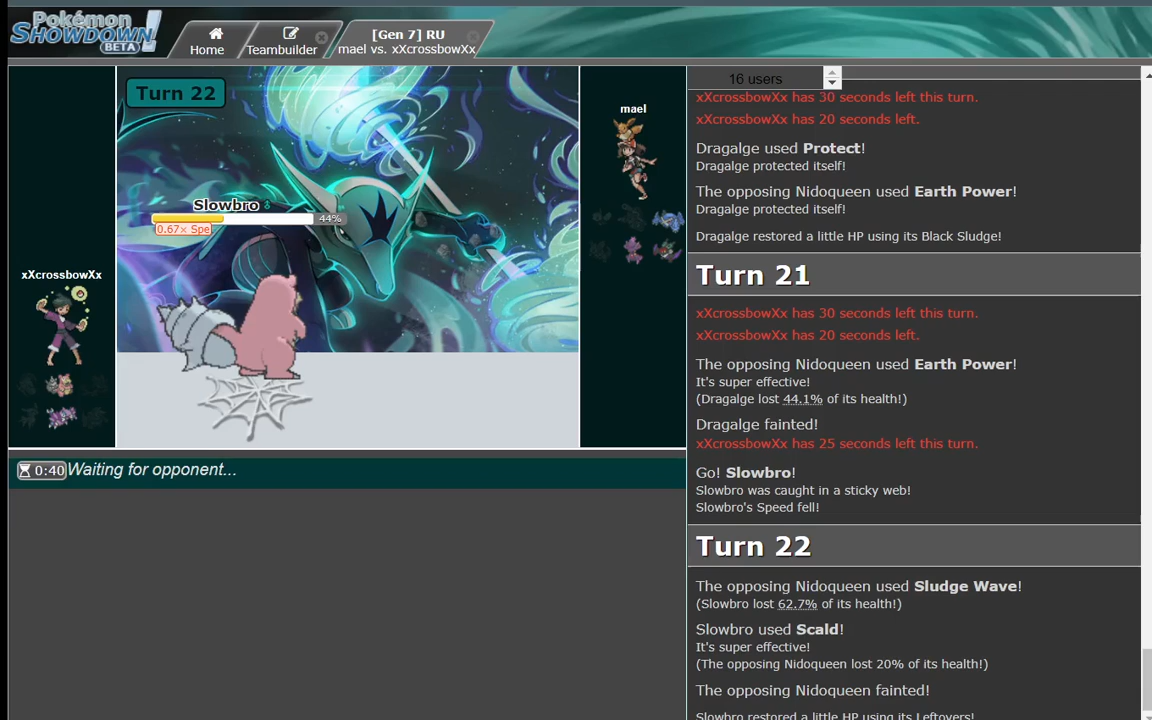 Pokémon
SHOWDOWN!
BETA
Home
Teambuilder
[Gen 7] RU
mael vs. xXcrossbowXx
Turn 22
Slowbro
44%
0.67× Spe
xXcrossbowXx
mael
0:40 Waiting for opponent...
16 users
xXcrossbowXx has 30 seconds left this turn.
xXcrossbowXx has 20 seconds left.
Dragalge used Protect!
Dragalge protected itself!
The opposing Nidoqueen used Earth Power!
Dragalge protected itself!
Dragalge restored a little HP using its Black Sludge!
Turn 21
xXcrossbowXx has 30 seconds left this turn.
xXcrossbowXx has 20 seconds left.
The opposing Nidoqueen used Earth Power!
It's super effective!
(Dragalge lost 44.1% of its health!)
Dragalge fainted!
xXcrossbowXx has 25 seconds left this turn.
Go! Slowbro!
Slowbro was caught in a sticky web!
Slowbro's Speed fell!
Turn 22
The opposing Nidoqueen used Sludge Wave!
(Slowbro lost 62.7% of its health!)
Slowbro used Scald!
It's super effective!
(The opposing Nidoqueen lost 20% of its health!)
The opposing Nidoqueen fainted!
Slowbro restored a little HP using its Leftovers!